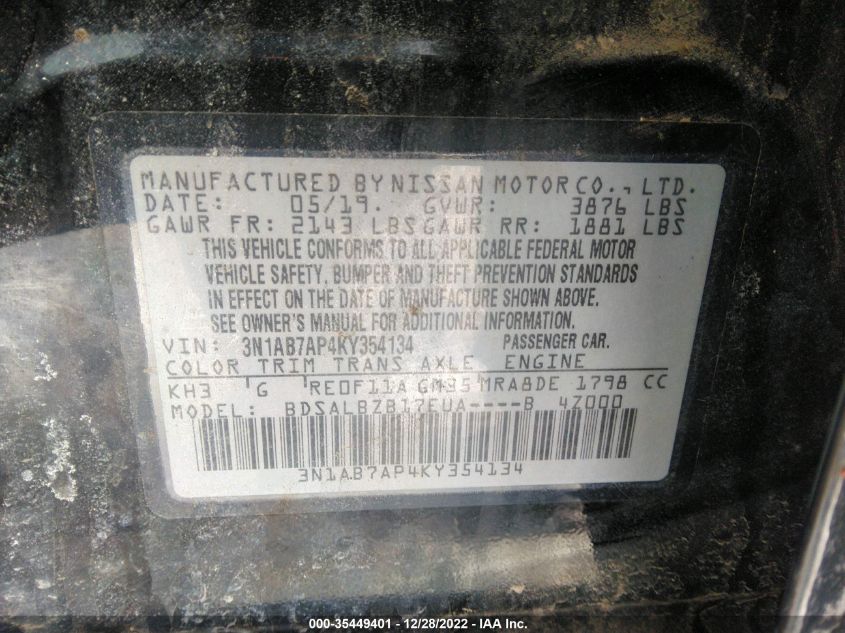 MANUFACTURED BY NISSAN MOTOR CO., LTD.
DATE: 05/19. GVWR: 3876 LBS
GAWR FR: 2143 LBS GAWR RR: 1881 LBS
THIS VEHICLE CONFORMS TO ALL APPLICABLE FEDERAL MOTOR
VEHICLE SAFETY, BUMPER AND THEFT PREVENTION STANDARDS
IN EFFECT ON THE DATE OF MANUFACTURE SHOWN ABOVE.
SEE OWNER'S MANUAL FOR ADDITIONAL INFORMATION.
VIN: 3N1AB7AP4KY354134 PASSENGER CAR.
COLOR TRIM TRANS AXLE ENGINE
KH3 G RE0F11A GM35 MRA8DE 1798 CC
MODEL: BDSALBZB17EUA----B 4Z000
3N1AB7AP4KY354134
000-35449401 - 12/28/2022 - IAA Inc.